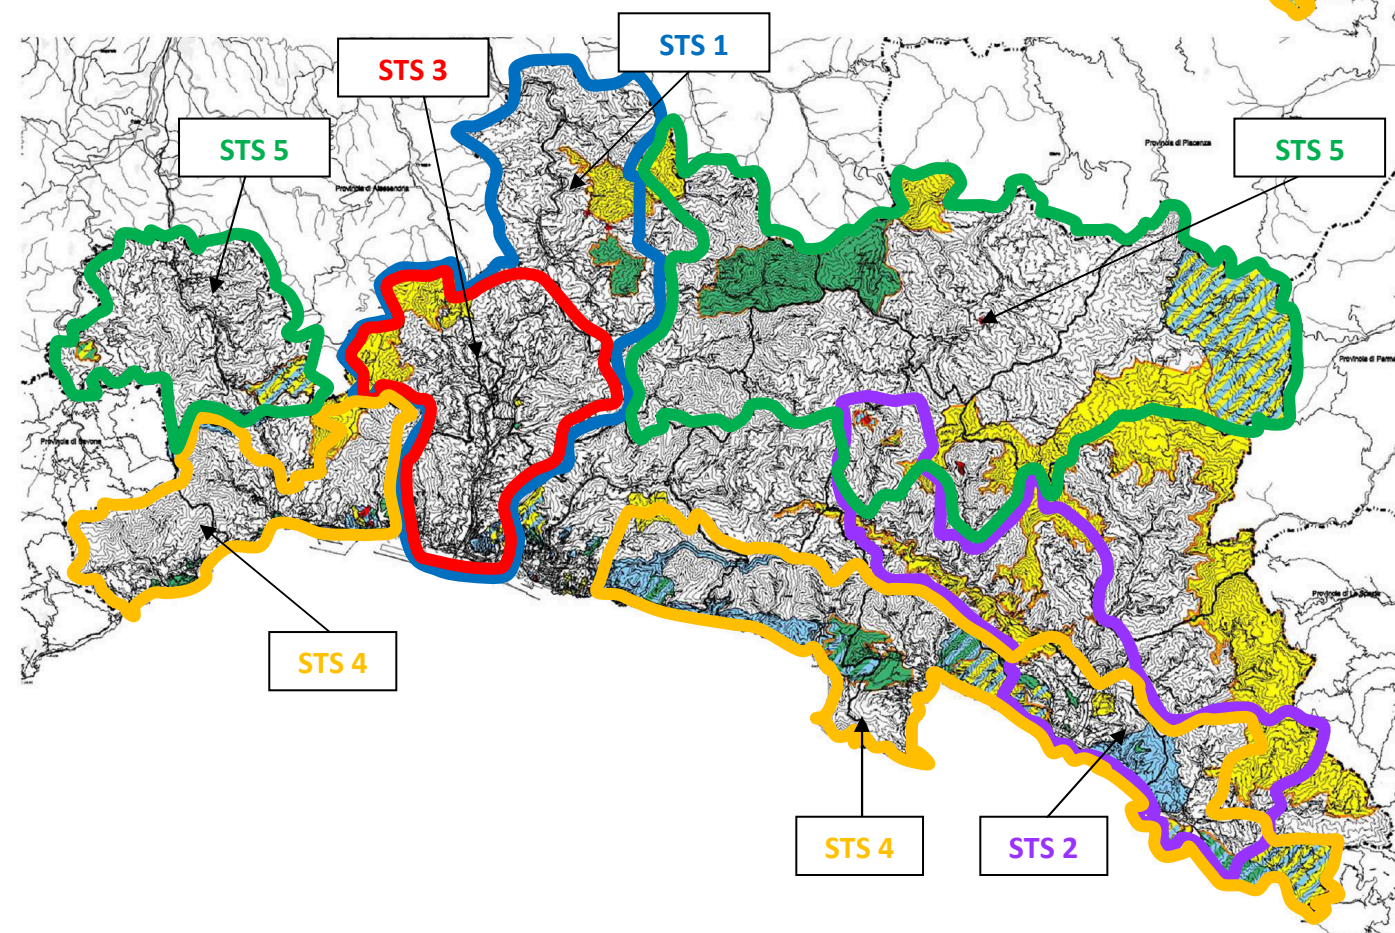 STS 1
STS 3
STS 5
STS 5
Provincia di Piacenza
Provincia di Alessandria
Provincia di Parma
Provincia di Savona
Provincia di La Spezia
STS 4
STS 4
STS 2